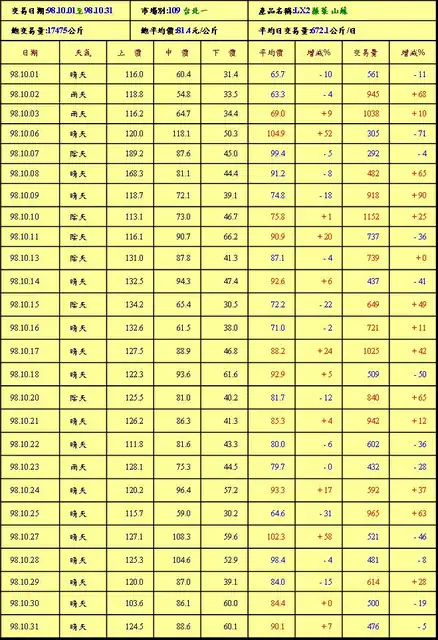 交易日期:98.10.01至98.10.31 市場別:109 台北一 產品名稱:LX2 蕨菜 山蘇
總交易量:17475公斤 總平均價:81.4元/公斤 平均日交易量:672.1公斤/日
日期 天氣 上 價 中 價 下 價 平均價 增減% 交易量 增減%
98.10.01 晴天 116.0 60.4 31.4 65.7 - 10 561 - 11
98.10.02 雨天 118.8 54.8 33.5 63.3 - 4 945 + 68
98.10.03 雨天 116.2 64.7 34.4 69.0 + 9 1038 + 10
98.10.06 晴天 120.0 118.1 50.3 104.9 + 52 305 - 71
98.10.07 陰天 189.2 87.6 45.0 99.4 - 5 292 - 4
98.10.08 晴天 168.3 81.1 44.4 91.2 - 8 482 + 65
98.10.09 晴天 118.7 72.1 39.1 74.8 - 18 918 + 90
98.10.10 陰天 113.1 73.0 46.7 75.8 + 1 1152 + 25
98.10.11 陰天 116.1 90.7 66.2 90.9 + 20 737 - 36
98.10.13 陰天 131.0 87.8 41.3 87.1 - 4 739 + 0
98.10.14 晴天 132.5 94.3 47.4 92.6 + 6 437 - 41
98.10.15 陰天 134.2 65.4 30.5 72.2 - 22 649 + 49
98.10.16 晴天 132.6 61.5 38.0 71.0 - 2 721 + 11
98.10.17 晴天 127.5 88.9 46.8 88.2 + 24 1025 + 42
98.10.18 晴天 122.3 93.6 61.6 92.9 + 5 509 - 50
98.10.20 陰天 125.5 81.0 40.2 81.7 - 12 840 + 65
98.10.21 晴天 126.2 86.3 41.3 85.3 + 4 942 + 12
98.10.22 晴天 111.8 81.6 43.3 80.0 - 6 602 - 36
98.10.23 雨天 128.1 75.3 44.5 79.7 - 0 432 - 28
98.10.24 晴天 120.2 96.4 57.2 93.3 + 17 592 + 37
98.10.25 晴天 115.7 59.0 30.2 64.6 - 31 965 + 63
98.10.27 晴天 127.1 108.3 59.6 102.3 + 58 521 - 46
98.10.28 晴天 125.3 104.6 52.9 98.4 - 4 481 - 8
98.10.29 晴天 120.0 87.0 39.1 84.0 - 15 614 + 28
98.10.30 晴天 103.6 86.1 60.0 84.4 + 0 500 - 19
98.10.31 晴天 124.5 88.6 60.1 90.1 + 7 476 - 5